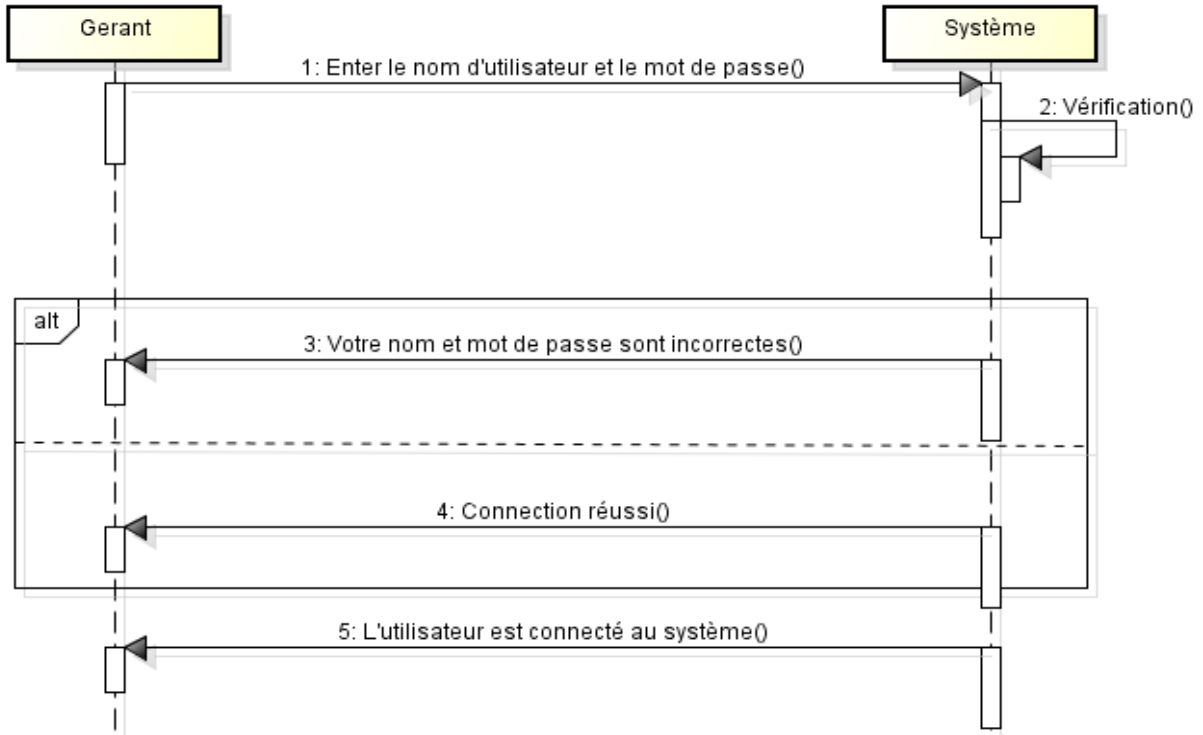 Gerant
Système
1: Enter le nom d'utilisateur et le mot de passe()
2: Vérification()
alt
3: Votre nom et mot de passe sont incorrectes()
4: Connection réussi()
5: L'utilisateur est connecté au système()